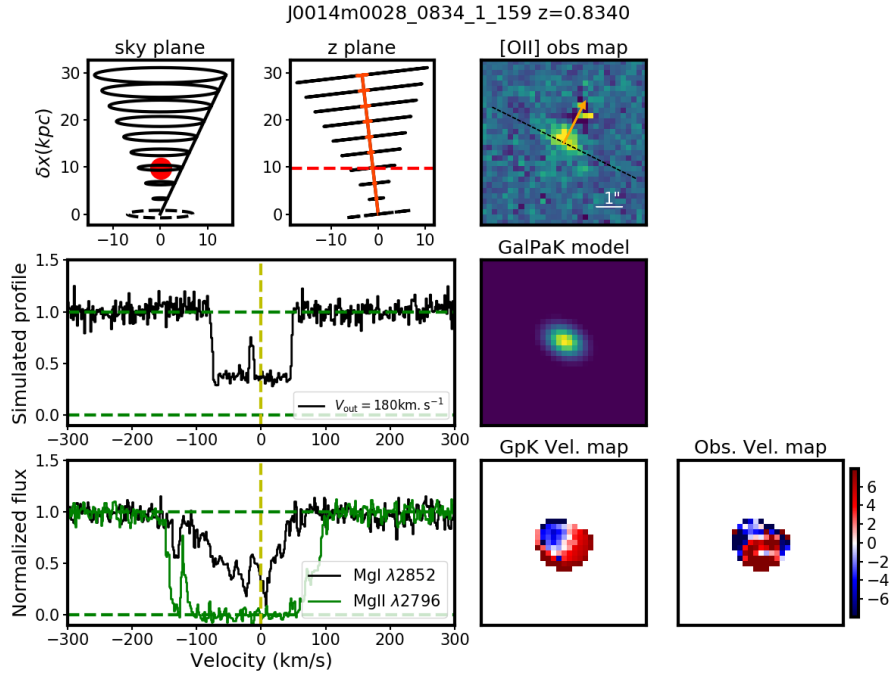 J0014m0028_0834_1_159 z=0.8340
sky plane
z plane
[OII] obs map
δx(kpc)
30
20
10
0
−10
0
10
−10
0
10
1"
GalPaK model
Simulated profile
1.5
1.0
0.5
0.0
V_out = 180km. s⁻¹
−300
−200
−100
0
100
200
300
GpK Vel. map
Obs. Vel. map
Normalized flux
1.5
1.0
0.5
0.0
MgI λ2852
MgII λ2796
−300
−200
−100
0
100
200
300
Velocity (km/s)
6
4
2
0
−2
−4
−6